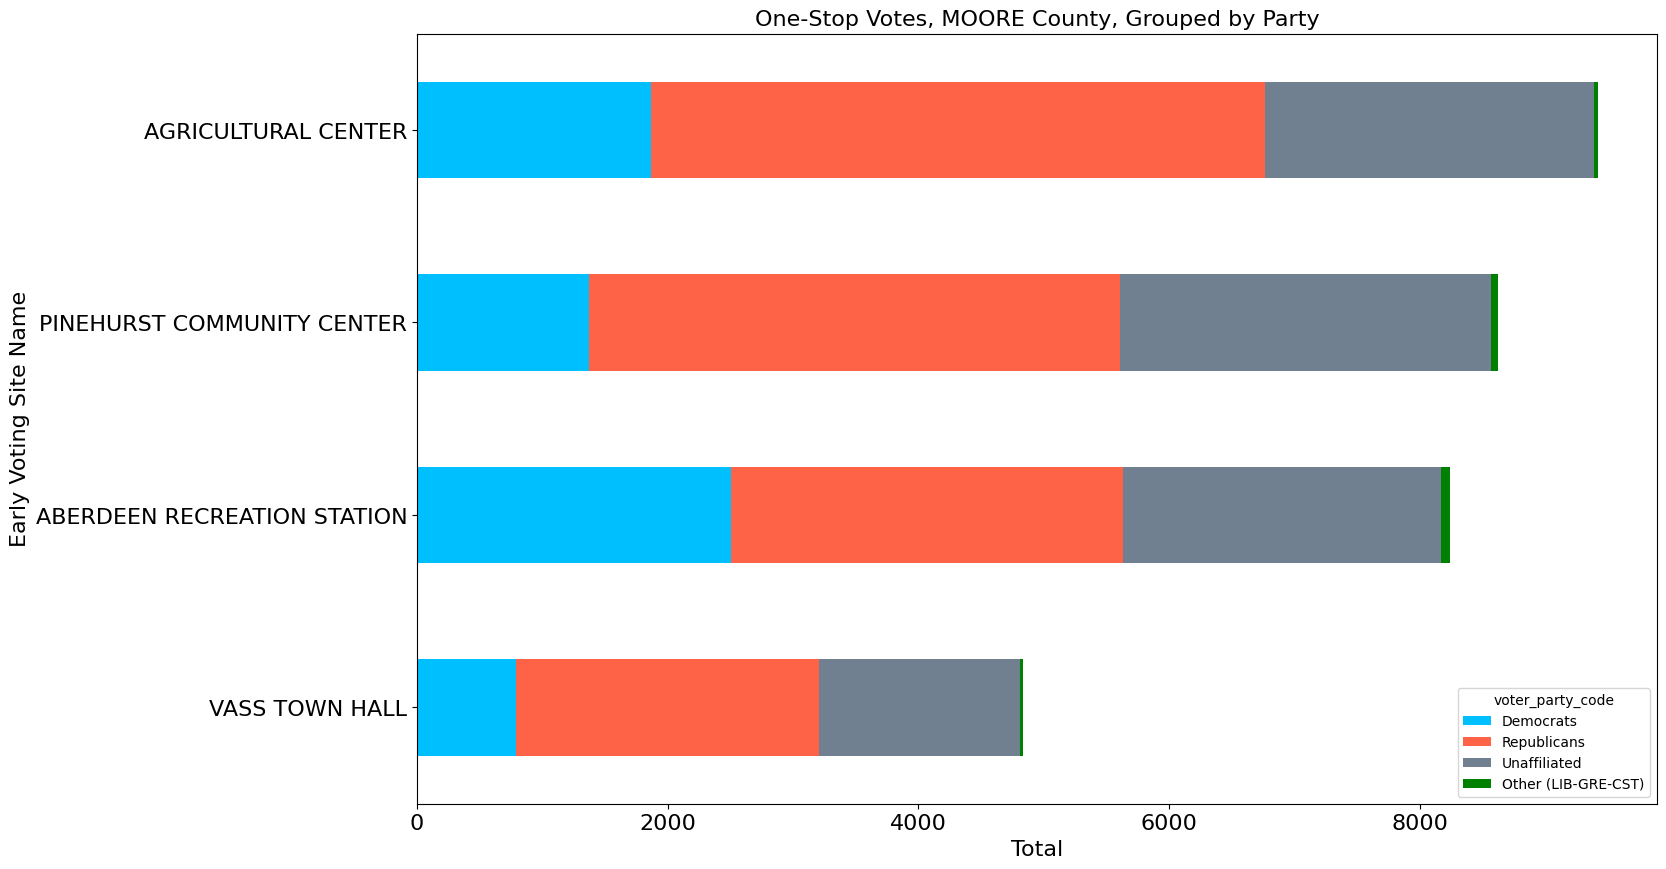 One-Stop Votes, MOORE County, Grouped by Party
Early Voting Site Name
AGRICULTURAL CENTER
PINEHURST COMMUNITY CENTER
ABERDEEN RECREATION STATION
VASS TOWN HALL
voter_party_code
Democrats
Republicans
Unaffiliated
Other (LIB-GRE-CST)
0 2000 4000 6000 8000
Total